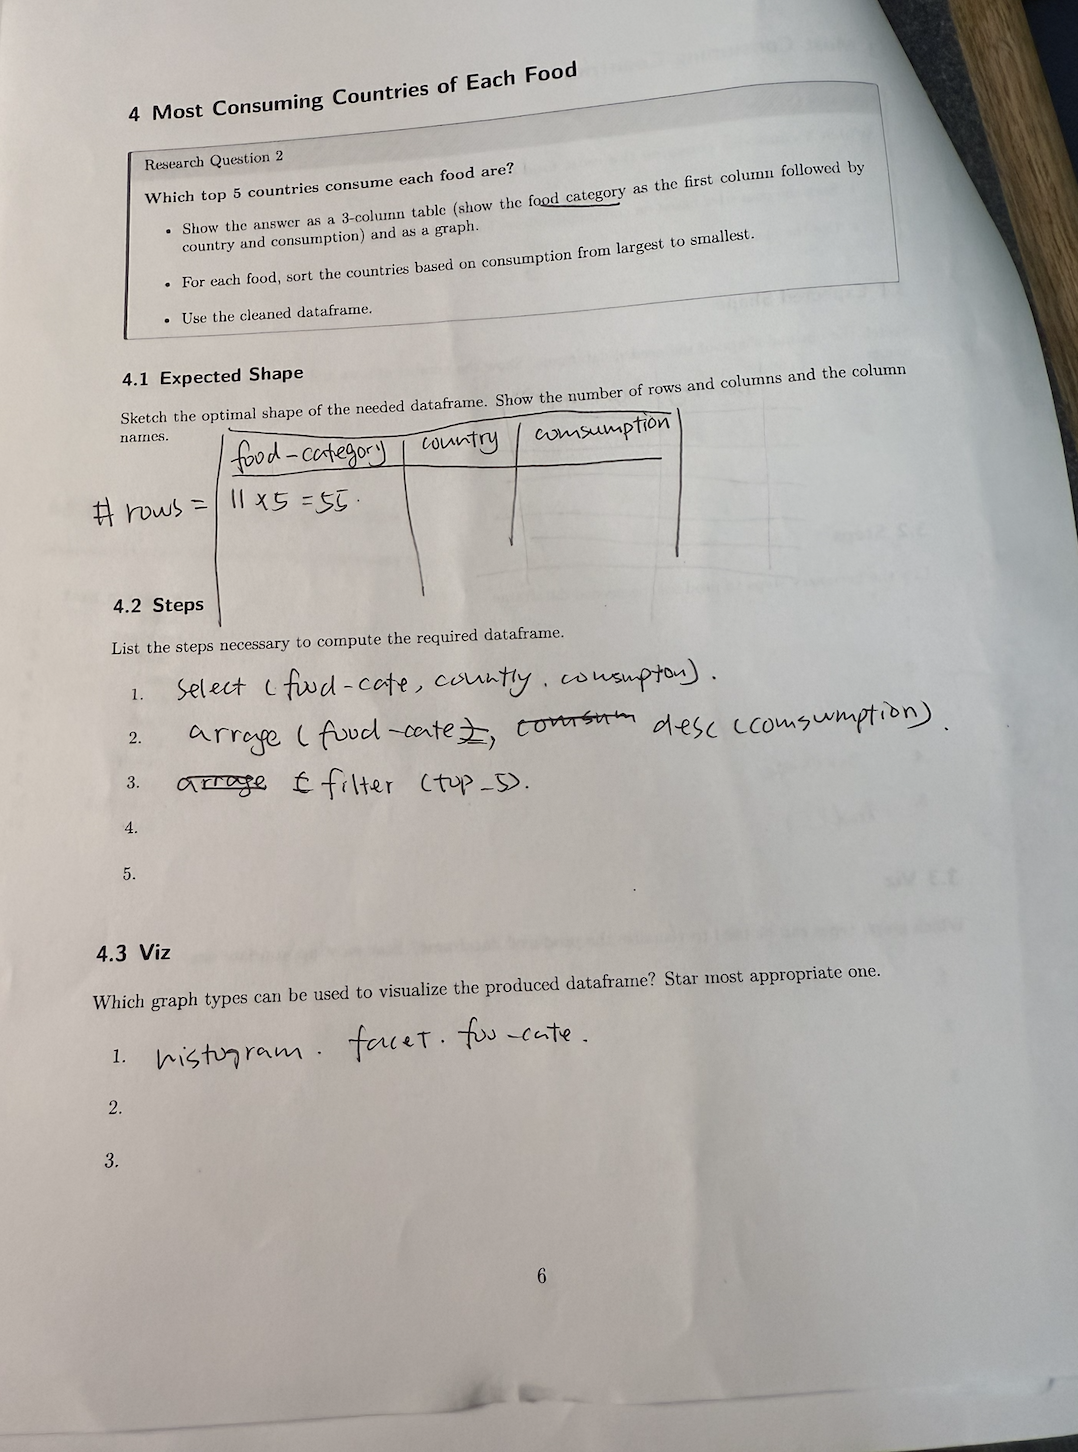 4 Most Consuming Countries of Each Food
Research Question 2
Which top 5 countries consume each food are?
• Show the answer as a 3-column table (show the food category as the first column followed by
country and consumption) and as a graph.
• For each food, sort the countries based on consumption from largest to smallest.
• Use the cleaned dataframe.
4.1 Expected Shape
Sketch the optimal shape of the needed dataframe. Show the number of rows and columns and the column
names.
food-category country comsumption
# rows = 11 x 5 = 55.
4.2 Steps
List the steps necessary to compute the required dataframe.
1. Select (food-cate, country, consumpton).
2. arrage (food-cate, desc (comsumption).
3. filter (top_5).
4.
5.
4.3 Viz
Which graph types can be used to visualize the produced dataframe? Star most appropriate one.
1. histogram. facet. foo-cate.
2.
3.
6